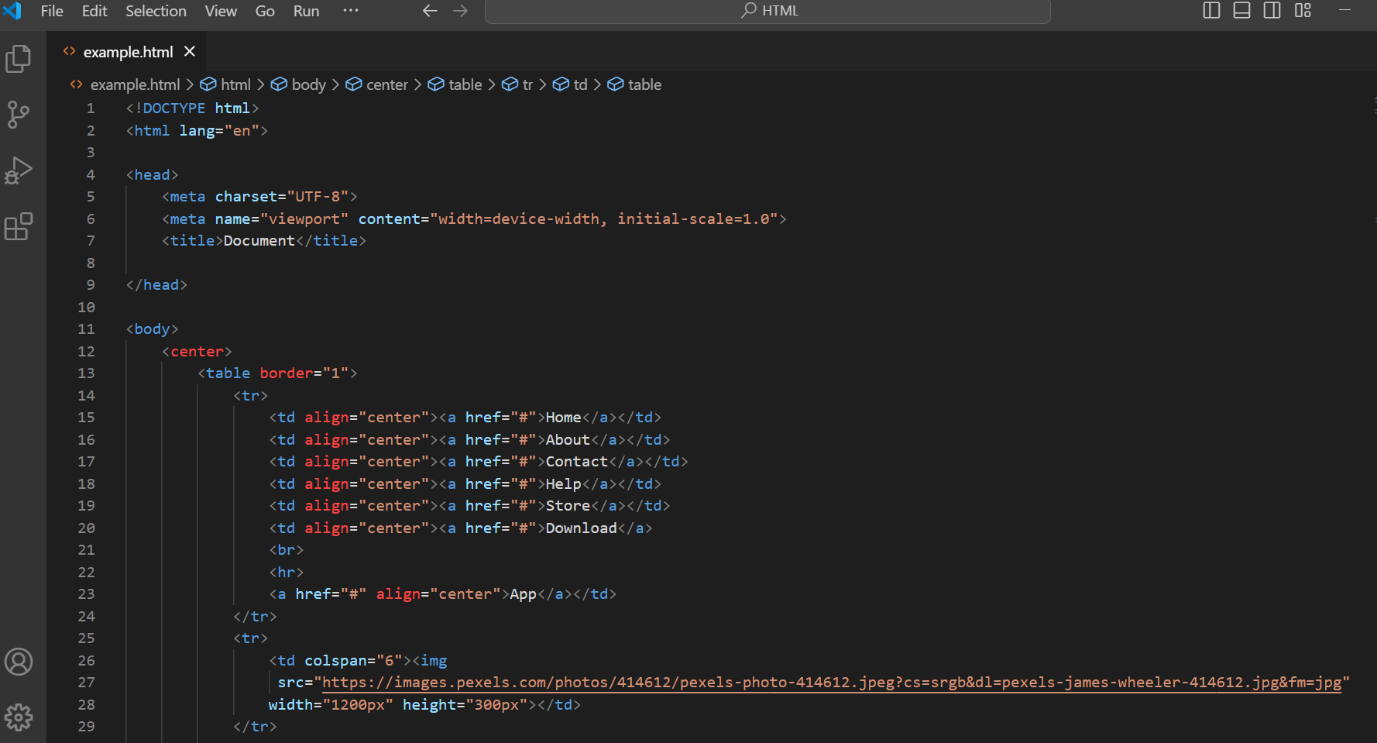 File Edit Selection View Go Run ··· ← → HTML
example.html ×
example.html > html > body > center > table > tr > td > table
1 <!DOCTYPE html>
2 <html lang="en">
3
4 <head>
5     <meta charset="UTF-8">
6     <meta name="viewport" content="width=device-width, initial-scale=1.0">
7     <title>Document</title>
8
9 </head>
10
11 <body>
12     <center>
13         <table border="1">
14             <tr>
15                 <td align="center"><a href="#">Home</a></td>
16                 <td align="center"><a href="#">About</a></td>
17                 <td align="center"><a href="#">Contact</a></td>
18                 <td align="center"><a href="#">Help</a></td>
19                 <td align="center"><a href="#">Store</a></td>
20                 <td align="center"><a href="#">Download</a>
21                 <br>
22                 <hr>
23                 <a href="#" align="center">App</a></td>
24             </tr>
25             <tr>
26                 <td colspan="6"><img
27                  src="https://images.pexels.com/photos/414612/pexels-photo-414612.jpeg?cs=srgb&dl=pexels-james-wheeler-414612.jpg&fm=jpg"
28                 width="1200px" height="300px"></td>
29             </tr>